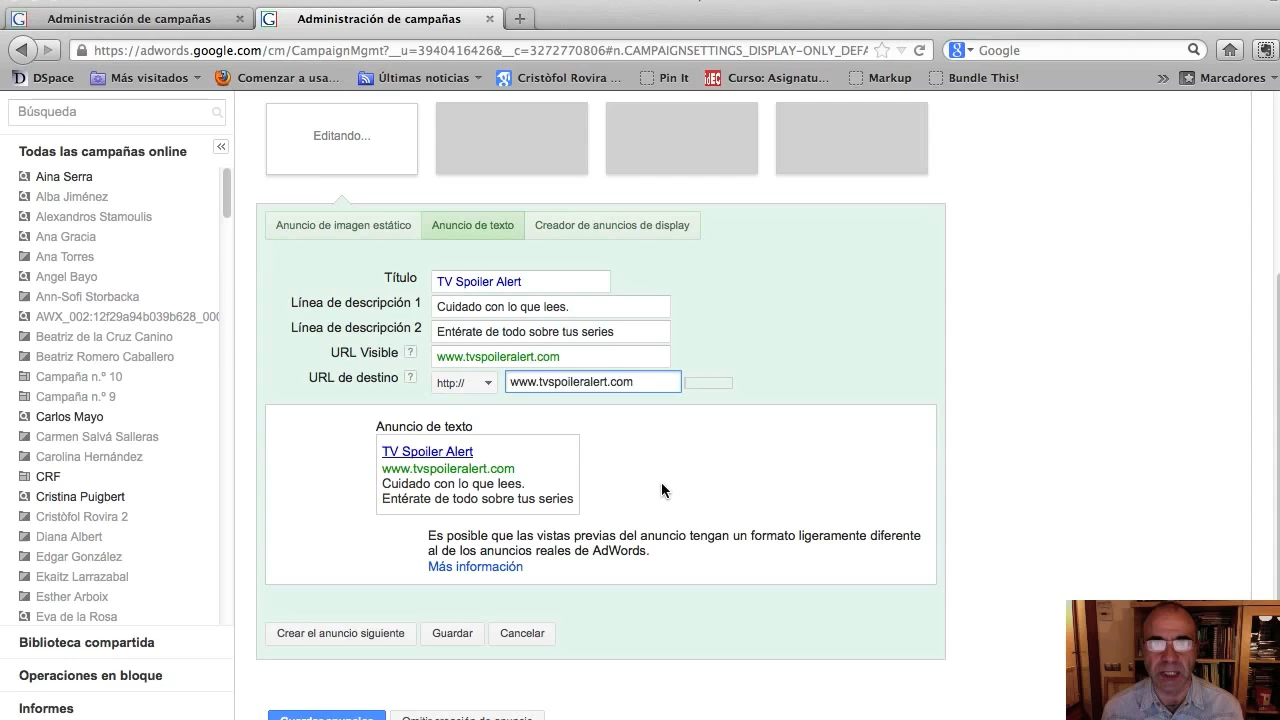 Administración de campañas
Administración de campañas
https://adwords.google.com/cm/CampaignMgmt?__u=3940416426&__c=3272770806#n.CAMPAIGNSETTINGS_DISPLAY-ONLY_DEFA
Google
DSpace
Más visitados
Comenzar a usa...
Últimas noticias
Cristòfol Rovira ...
Pin It
Curso: Asignatu...
Markup
Bundle This!
Marcadores
Búsqueda
Todas las campañas online
Aina Serra
Alba Jiménez
Alexandros Stamoulis
Ana Gracia
Ana Torres
Angel Bayo
Ann-Sofi Storbacka
AWX_002:12f29a94b039b628_000
Beatriz de la Cruz Canino
Beatriz Romero Caballero
Campaña n.º 10
Campaña n.º 9
Carlos Mayo
Carmen Salvá Salleras
Carolina Hernández
CRF
Cristina Puigbert
Cristòfol Rovira 2
Diana Albert
Edgar González
Ekaitz Larrazabal
Esther Arboix
Eva de la Rosa
Biblioteca compartida
Operaciones en bloque
Informes
Editando...
Anuncio de imagen estático
Anuncio de texto
Creador de anuncios de display
Título
TV Spoiler Alert
Línea de descripción 1
Cuidado con lo que lees.
Línea de descripción 2
Entérate de todo sobre tus series
URL Visible ?
www.tvspoileralert.com
URL de destino ?
http://
www.tvspoileralert.com
Anuncio de texto
TV Spoiler Alert
www.tvspoileralert.com
Cuidado con lo que lees.
Entérate de todo sobre tus series
Es posible que las vistas previas del anuncio tengan un formato ligeramente diferente
al de los anuncios reales de AdWords.
Más información
Crear el anuncio siguiente
Guardar
Cancelar